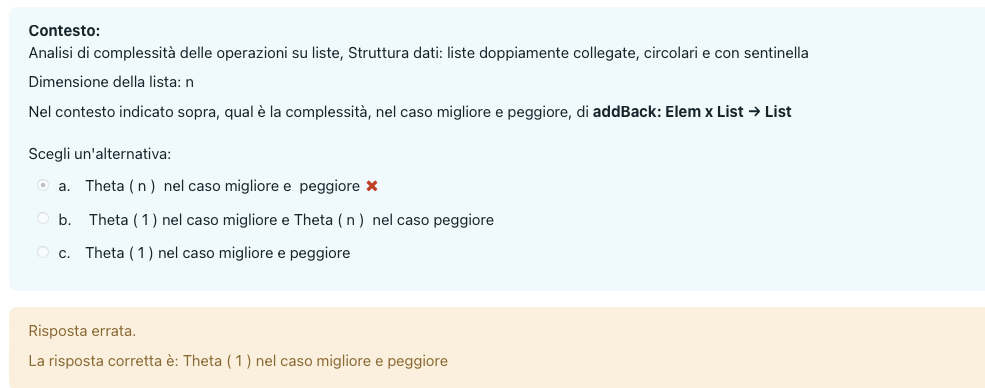 Contesto:
Analisi di complessità delle operazioni su liste, Struttura dati: liste doppiamente collegate, circolari e con sentinella
Dimensione della lista: n
Nel contesto indicato sopra, qual è la complessità, nel caso migliore e peggiore, di addBack: Elem x List → List
Scegli un'alternativa:
a. Theta ( n ) nel caso migliore e peggiore ✖
b. Theta ( 1 ) nel caso migliore e Theta ( n ) nel caso peggiore
c. Theta ( 1 ) nel caso migliore e peggiore
Risposta errata.
La risposta corretta è: Theta ( 1 ) nel caso migliore e peggiore